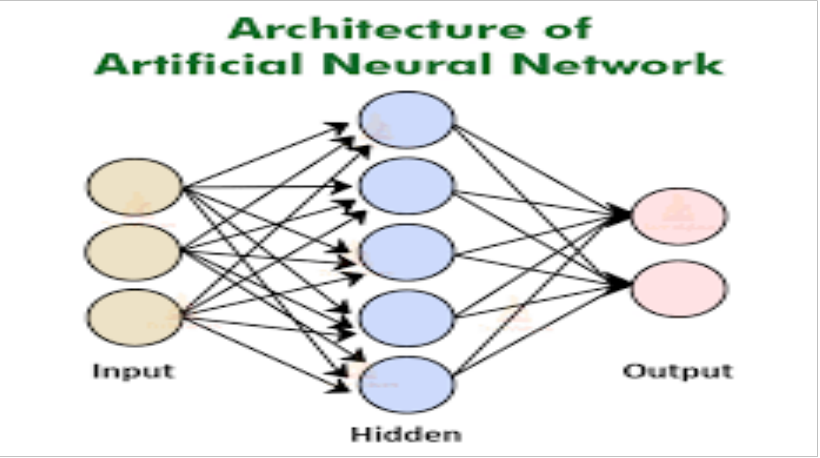 Architecture of
Artificial Neural Network
Input
Output
Hidden